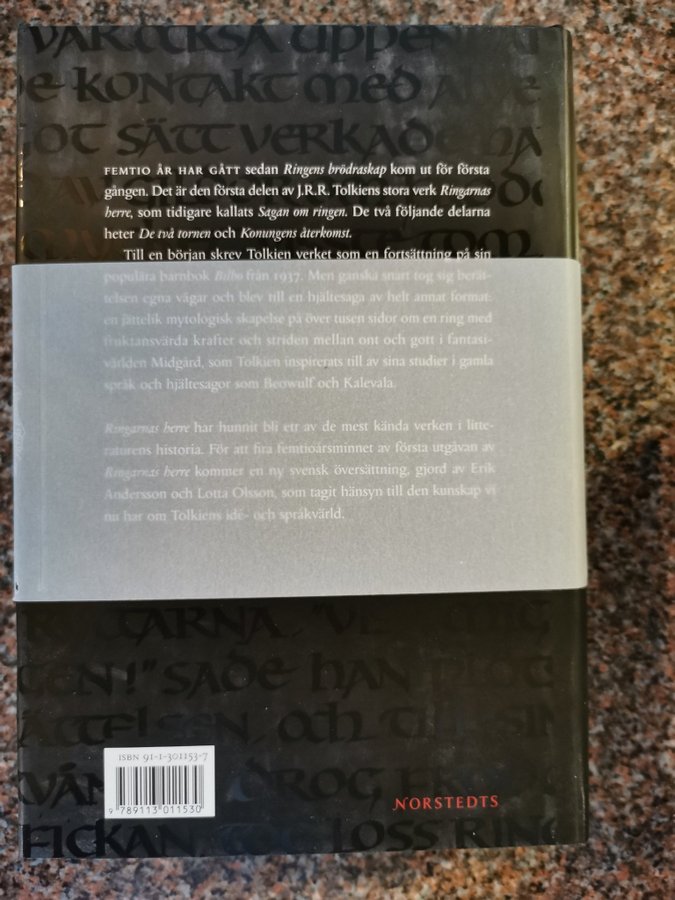 VAR OCKSÅ UPPEN
DE KONTAKT MED
GOT SÄTT VERKADE
FEMTIO ÅR HAR GÅTT sedan Ringens brödraskap kom ut för första
gången. Det är den första delen av J.R.R. Tolkiens stora verk Ringarnas
herre, som tidigare kallats Sagan om ringen. De två följande delarna
heter De två tornen och Konungens återkomst.
Till en början skrev Tolkien verket som en fortsättning på sin
populära barnbok Bilbo från 1937. Men ganska snart tog sig berät-
telsen egna vägar och blev till en hjältesaga av helt annat format:
en jättelik mytologisk skapelse på över tusen sidor om en ring med
fruktansvärda krafter och striden mellan ont och gott i fantasi-
världen Midgård, som Tolkien inspirerats till av sina studier i gamla
språk och hjältesagor som Beowulf och Kalevala.
Ringarnas herre har hunnit bli ett av de mest kända verken i litte-
raturens historia. För att fira femtioårsminnet av första utgåvan av
Ringarnas herre kommer en ny svensk översättning, gjord av Erik
Andersson och Lotta Olsson, som tagit hänsyn till den kunskap vi
nu har om Tolkiens idé- och språkvärld.
!" SADE HAN
OCH
ISBN 91-1-301153-7
DROG
9 789113 011530
NORSTEDTS
FICKAN LOSS RING